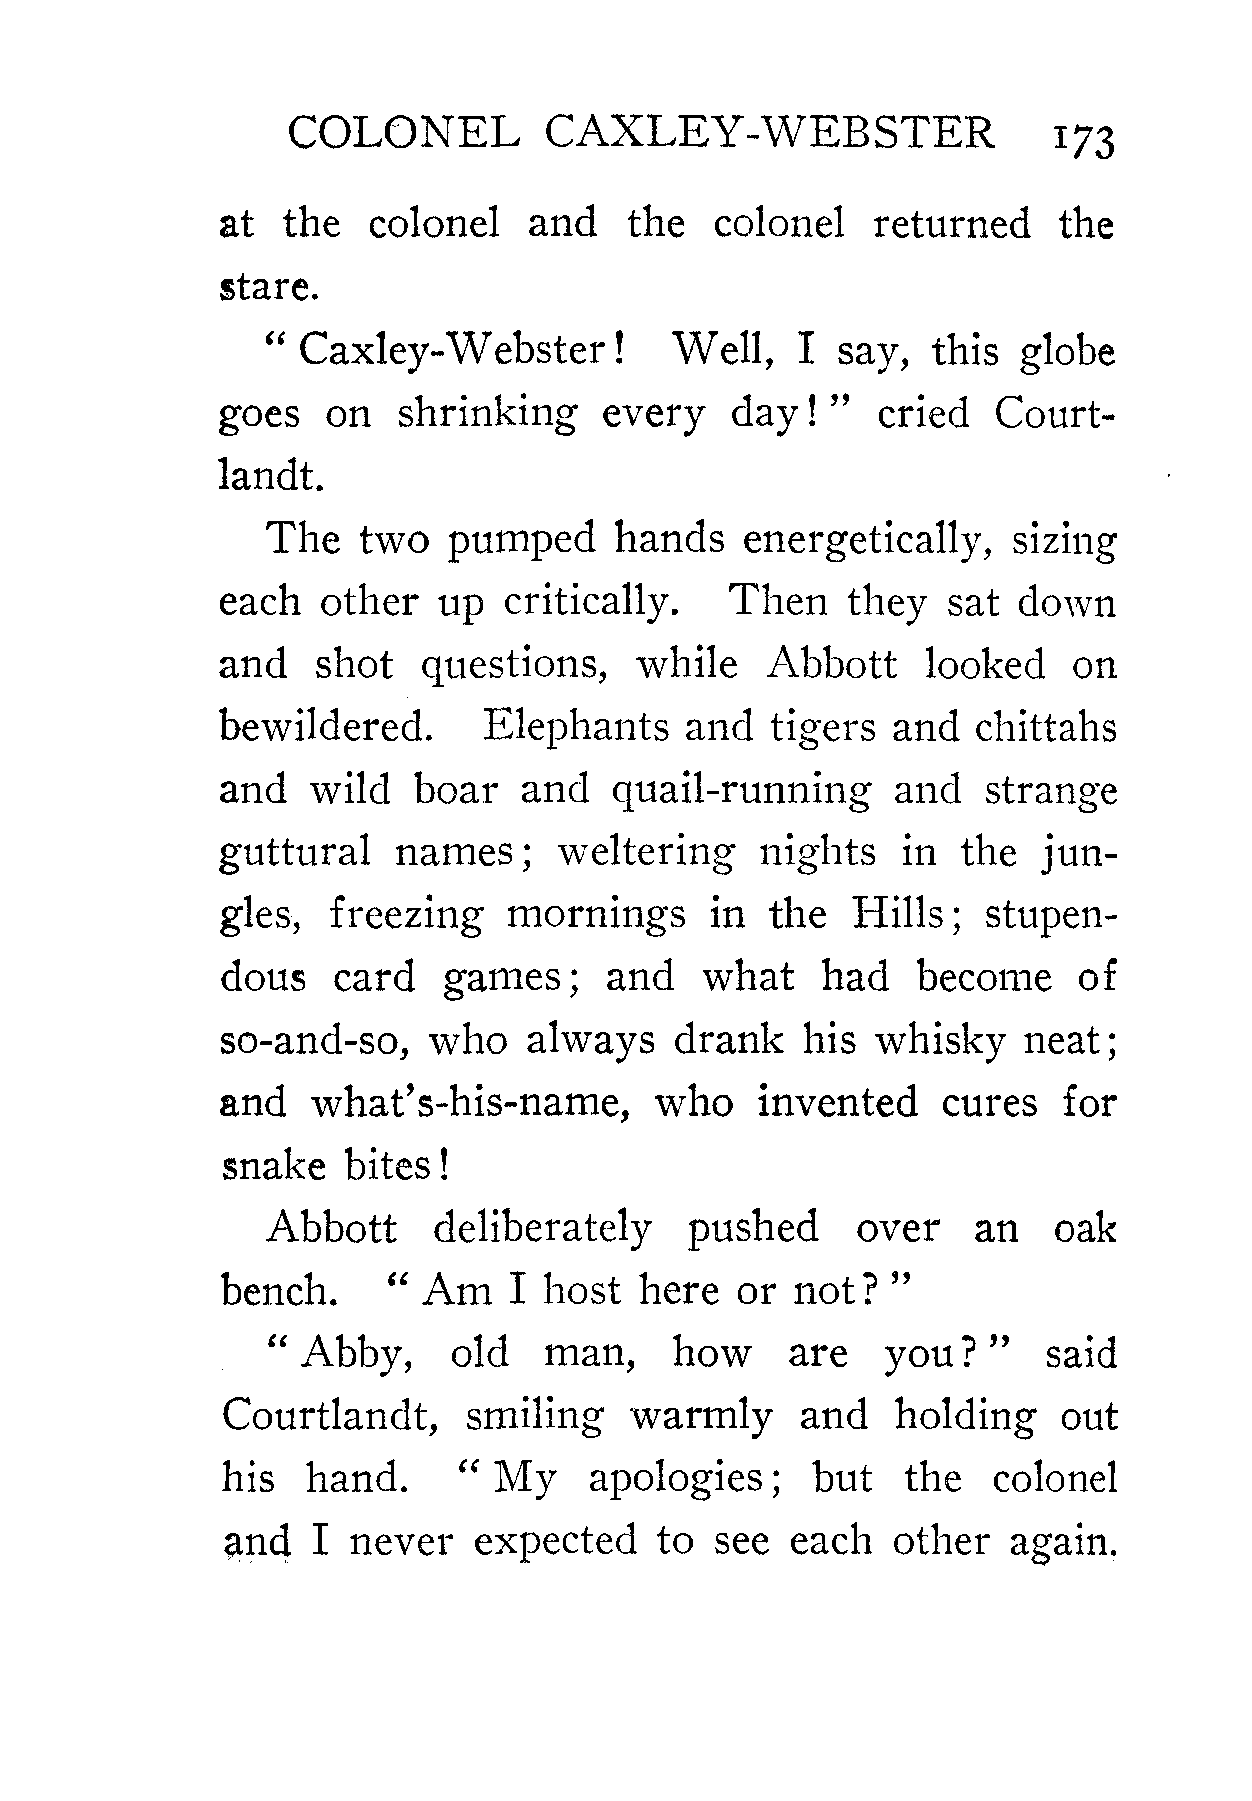 COLONEL CAXLEY-WEBSTER 173
at the colonel and the colonel returned the
stare.
“ Caxley-Webster! Well, I say, this globe
goes on shrinking every day! ” cried Court-
landt.
The two pumped hands energetically, sizing
each other up critically. Then they sat down
and shot questions, while Abbott looked on
bewildered. Elephants and tigers and chittahs
and wild boar and quail-running and strange
guttural names; weltering nights in the jun-
gles, freezing mornings in the Hills; stupen-
dous card games; and what had become of
so-and-so, who always drank his whisky neat;
and what’s-his-name, who invented cures for
snake bites!
Abbott deliberately pushed over an oak
bench. “ Am I host here or not? ”
“ Abby, old man, how are you? ” said
Courtlandt, smiling warmly and holding out
his hand. “ My apologies; but the colonel
and I never expected to see each other again.